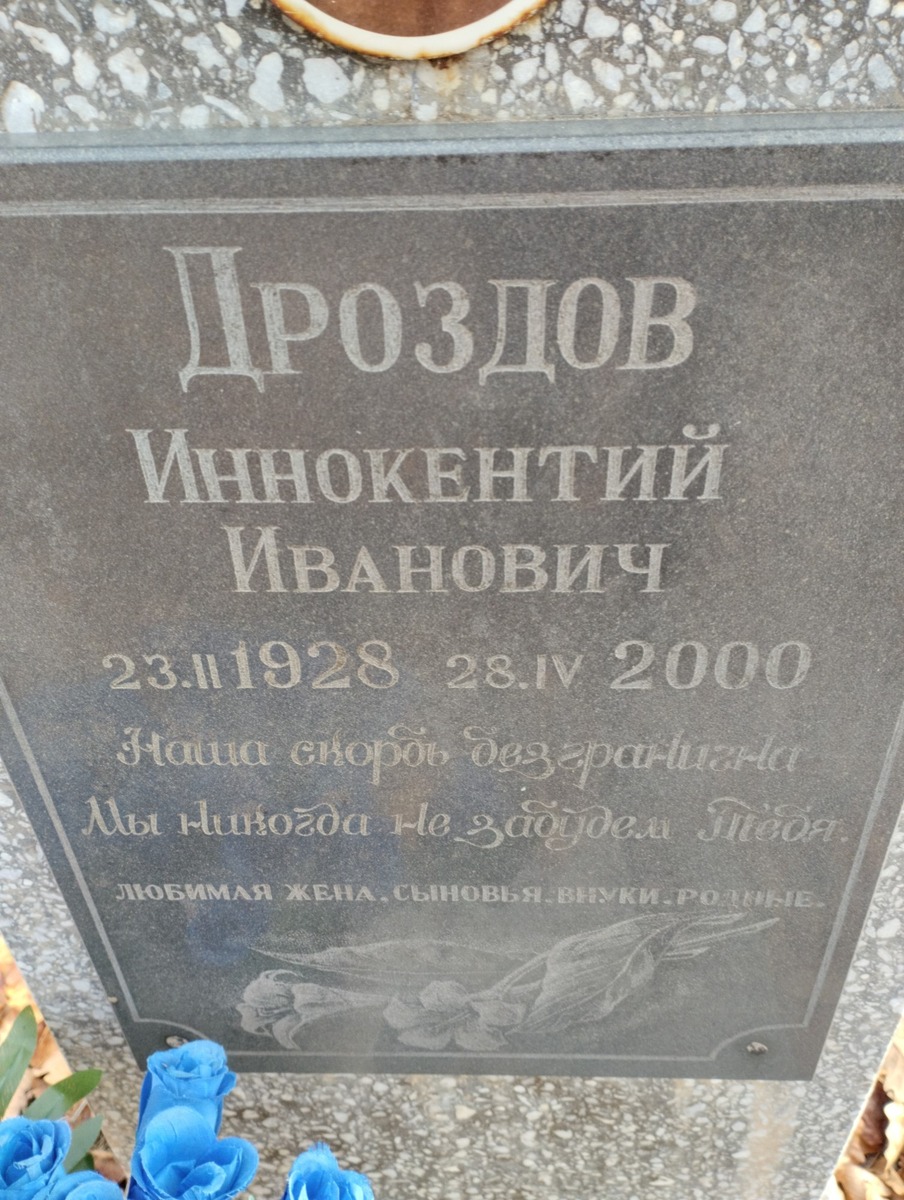 Дроздов
Иннокентий
Иванович
23.II 1928 28.IV 2000
Наша скорбь безгранична
Мы никогда не забудем Тебя.
ЛЮБИМАЯ ЖЕНА. СЫНОВЬЯ. ВНУКИ. РОДНЫЕ.